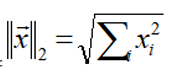 ‖x⃗‖₂ = √(∑ᵢ xᵢ²)